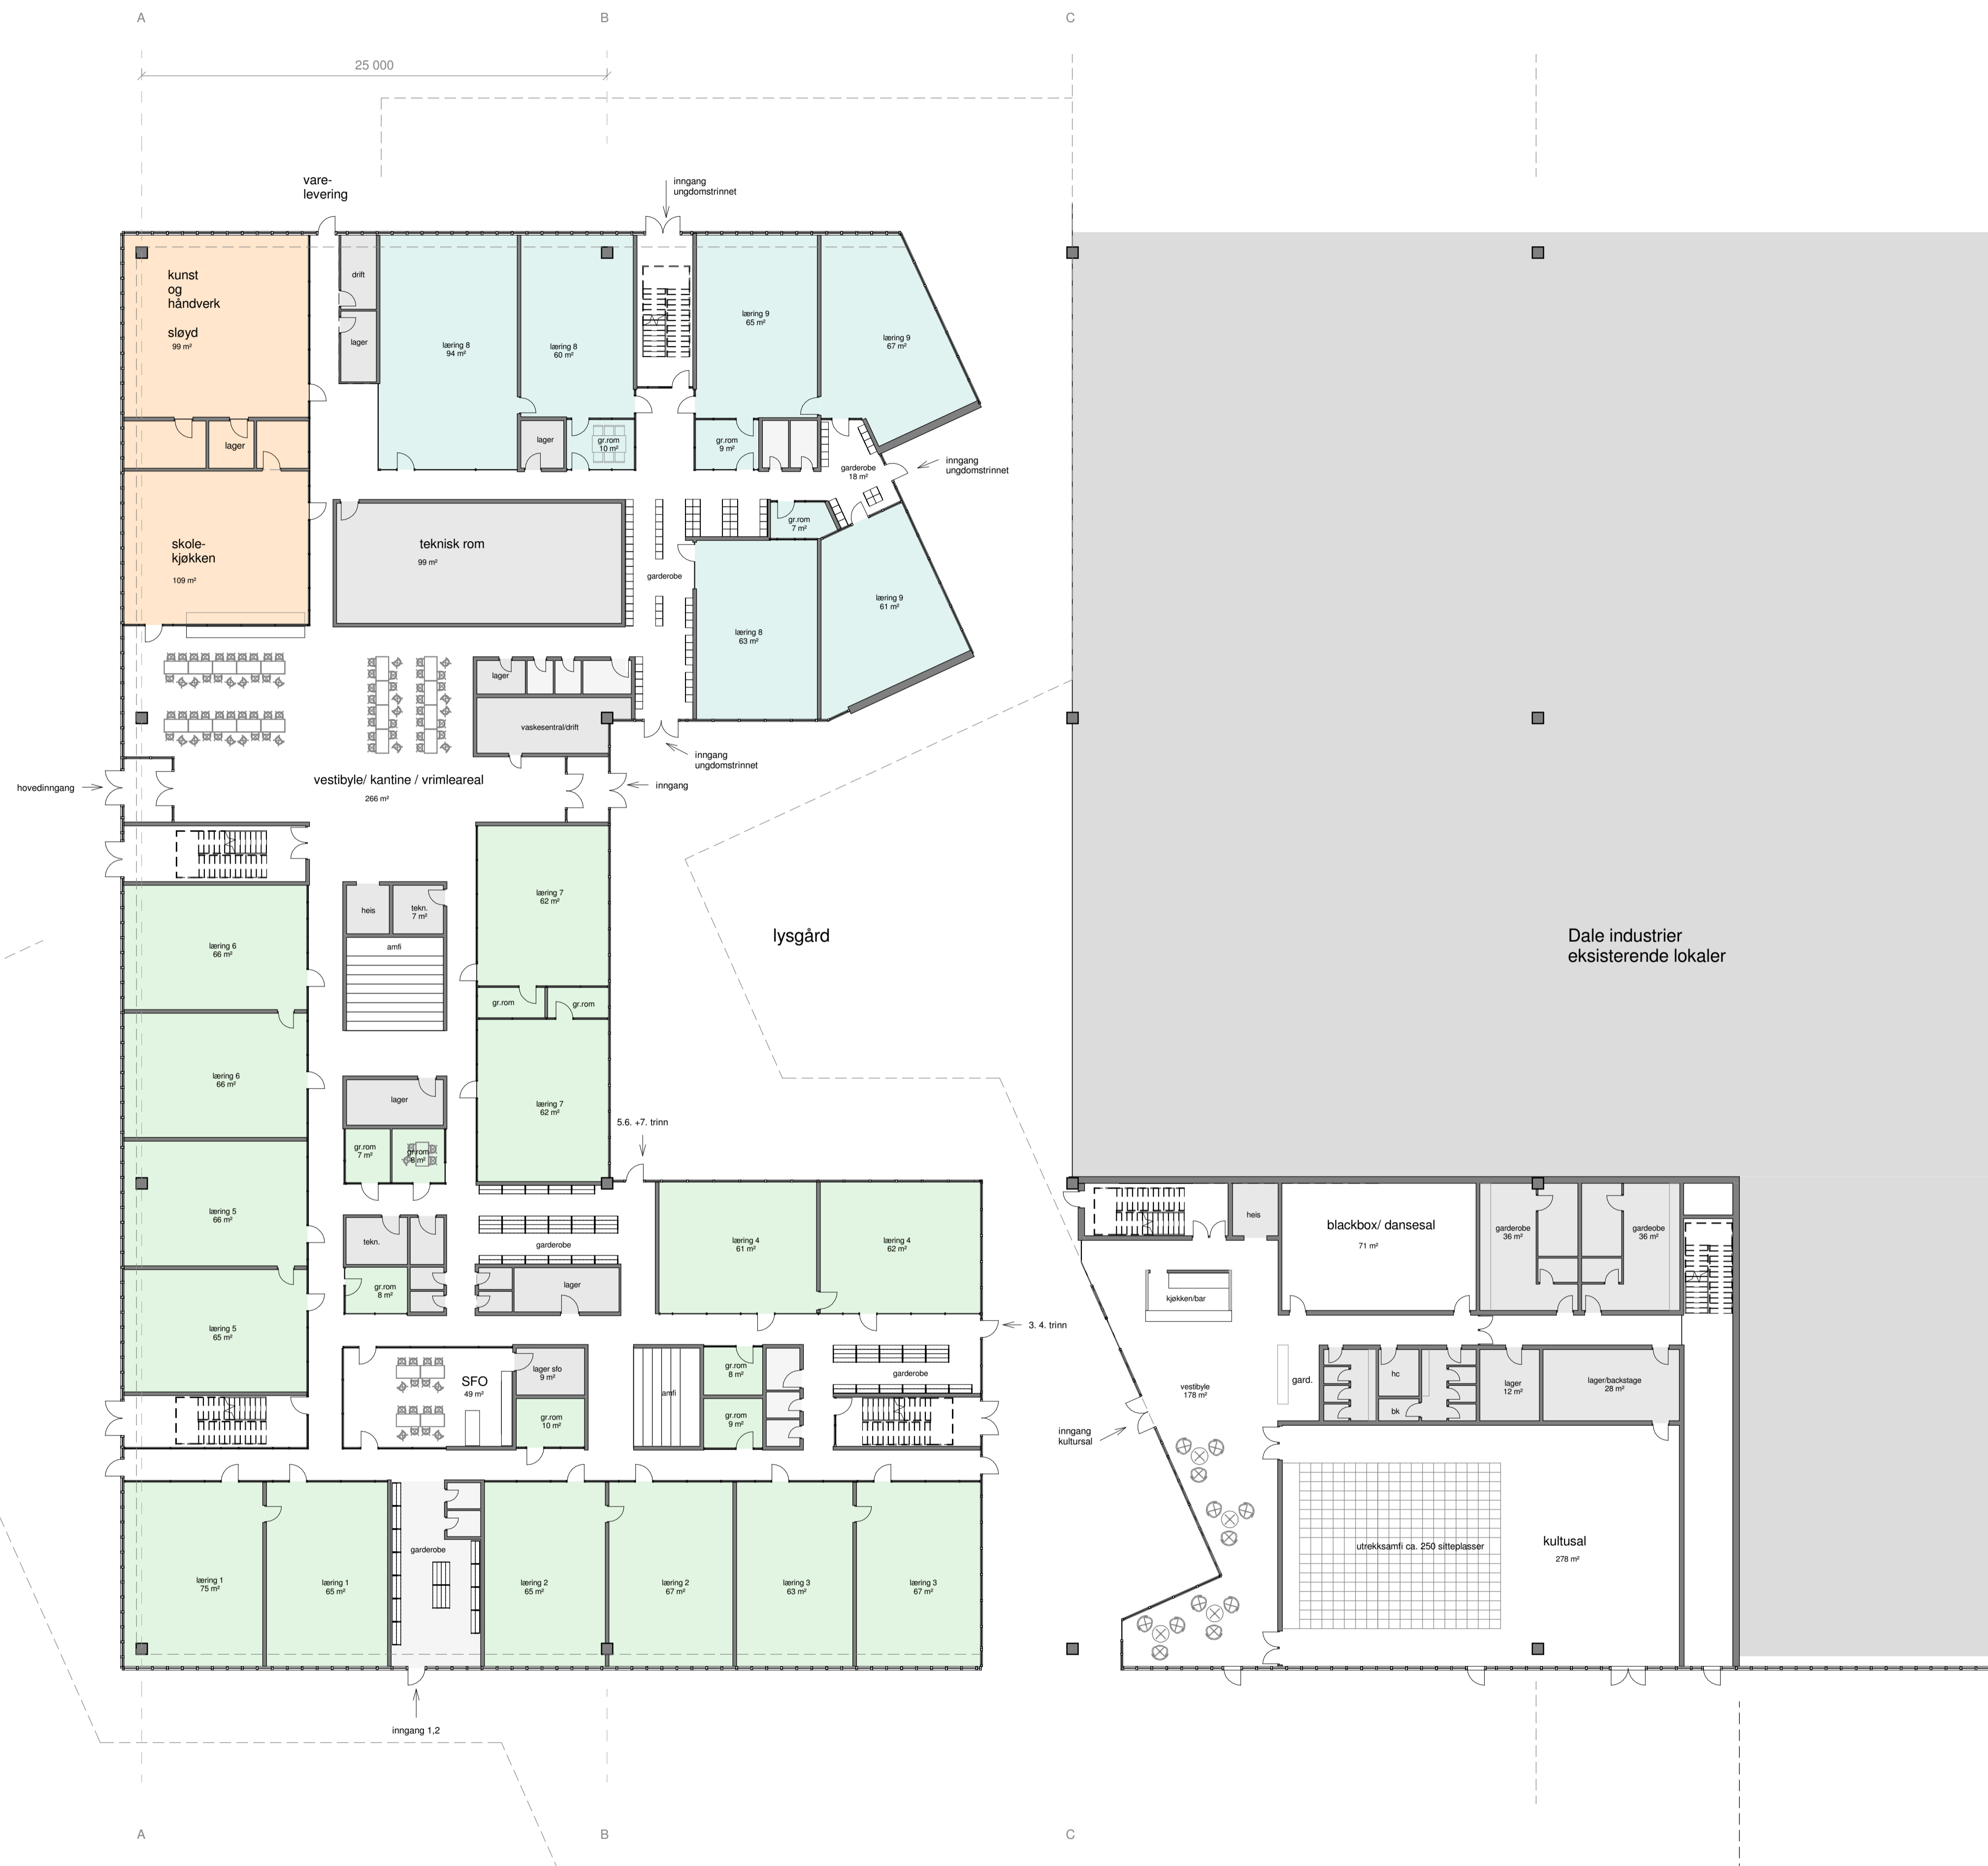 A
B
C
25 000
vare-
levering
inngang
ungdomstrinnet
kunst
og
håndverk
sløyd
99 m²
drift
lager
læring 8
94 m²
læring 8
60 m²
læring 9
65 m²
læring 9
67 m²
lager
lager
gr.rom
10 m²
gr.rom
9 m²
garderobe
18 m²
inngang
ungdomstrinnet
skole-
kjøkken
109 m²
teknisk rom
99 m²
gr.rom
7 m²
garderobe
læring 9
61 m²
læring 8
63 m²
lager
vaskesentral/drift
inngang
ungdomstrinnet
hovedinngang
vestibyle/ kantine / vrimleareal
266 m²
inngang
læring 7
62 m²
heis
tekn.
7 m²
amfi
læring 6
66 m²
lysgård
Dale industrier
eksisterende lokaler
gr.rom
gr.rom
læring 6
66 m²
lager
læring 7
62 m²
5.6. +7. trinn
gr.rom
7 m²
gr.rom
8 m²
læring 5
66 m²
tekn.
garderobe
læring 4
61 m²
læring 4
62 m²
heis
blackbox/ dansesal
71 m²
garderobe
36 m²
gardeobe
36 m²
gr.rom
8 m²
lager
kjøkken/bar
læring 5
65 m²
3. 4. trinn
SFO
49 m²
lager sfo
9 m²
gr.rom
8 m²
amfi
garderobe
gr.rom
10 m²
gr.rom
9 m²
vestibyle
178 m²
gard.
hc
bk
lager
12 m²
lager/backstage
28 m²
inngang
kultursal
garderobe
læring 1
75 m²
læring 1
65 m²
læring 2
65 m²
læring 2
67 m²
læring 3
63 m²
læring 3
67 m²
utrekksamfi ca. 250 sitteplasser
kultusal
278 m²
inngang 1,2
A
B
C